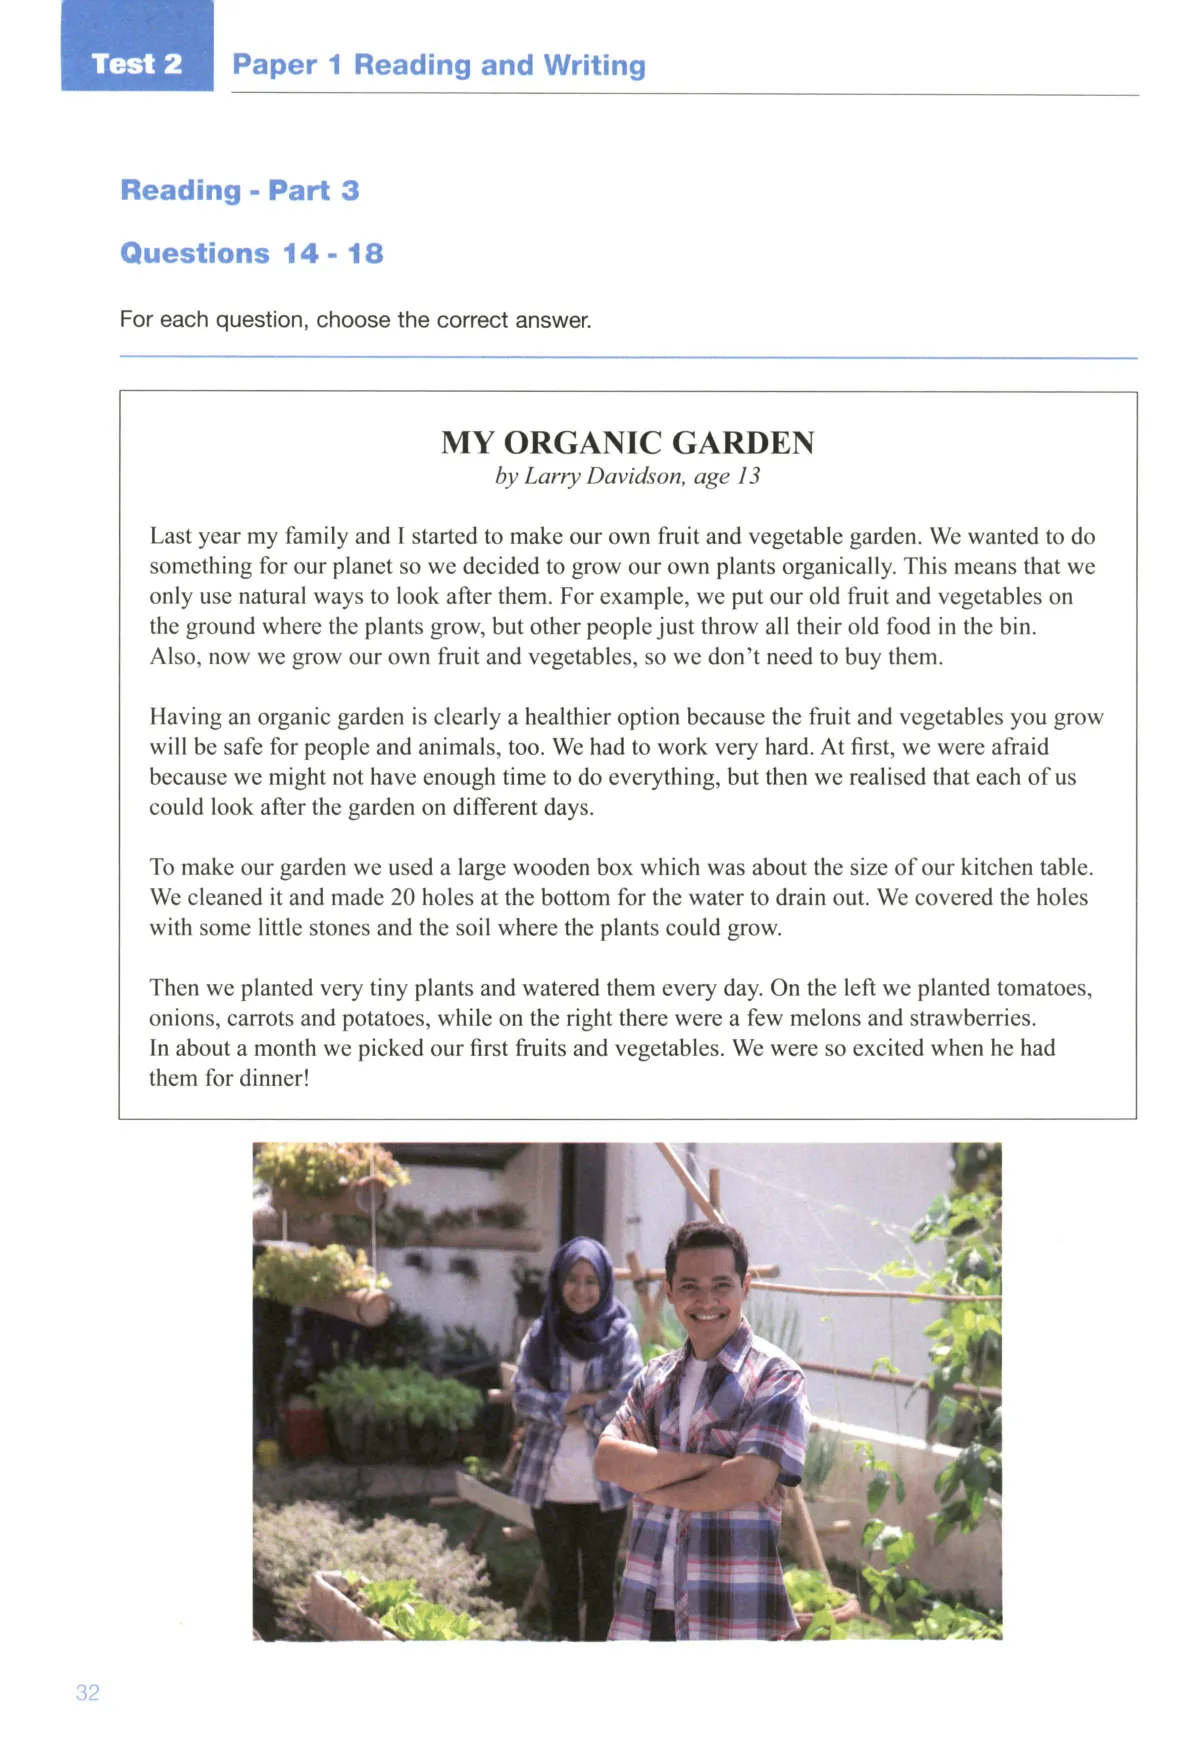 Test 2
Paper 1 Reading and Writing
Reading - Part 3
Questions 14 - 18
For each question, choose the correct answer.
MY ORGANIC GARDEN
by Larry Davidson, age 13
Last year my family and I started to make our own fruit and vegetable garden. We wanted to do
something for our planet so we decided to grow our own plants organically. This means that we
only use natural ways to look after them. For example, we put our old fruit and vegetables on
the ground where the plants grow, but other people just throw all their old food in the bin.
Also, now we grow our own fruit and vegetables, so we don't need to buy them.
Having an organic garden is clearly a healthier option because the fruit and vegetables you grow
will be safe for people and animals, too. We had to work very hard. At first, we were afraid
because we might not have enough time to do everything, but then we realised that each of us
could look after the garden on different days.
To make our garden we used a large wooden box which was about the size of our kitchen table.
We cleaned it and made 20 holes at the bottom for the water to drain out. We covered the holes
with some little stones and the soil where the plants could grow.
Then we planted very tiny plants and watered them every day. On the left we planted tomatoes,
onions, carrots and potatoes, while on the right there were a few melons and strawberries.
In about a month we picked our first fruits and vegetables. We were so excited when he had
them for dinner!
32